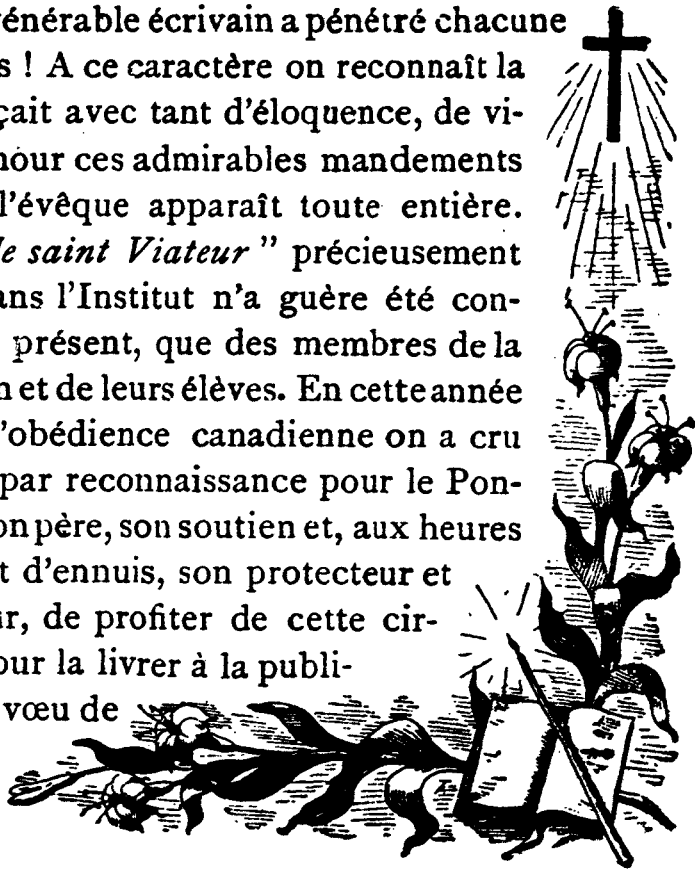 vénérable écrivain a pénétré chacune
s ! A ce caractère on reconnaît la
çait avec tant d'éloquence, de vi-
nour ces admirables mandements
l'évêque apparaît toute entière.
de saint Viateur " précieusement
ans l'Institut n'a guère été con-
présent, que des membres de la
n et de leurs élèves. En cette année
l'obédience canadienne on a cru
par reconnaissance pour le Pon-
on père, son soutien et, aux heures
t d'ennuis, son protecteur et
ur, de profiter de cette cir-
our la livrer à la publi-
vœu de